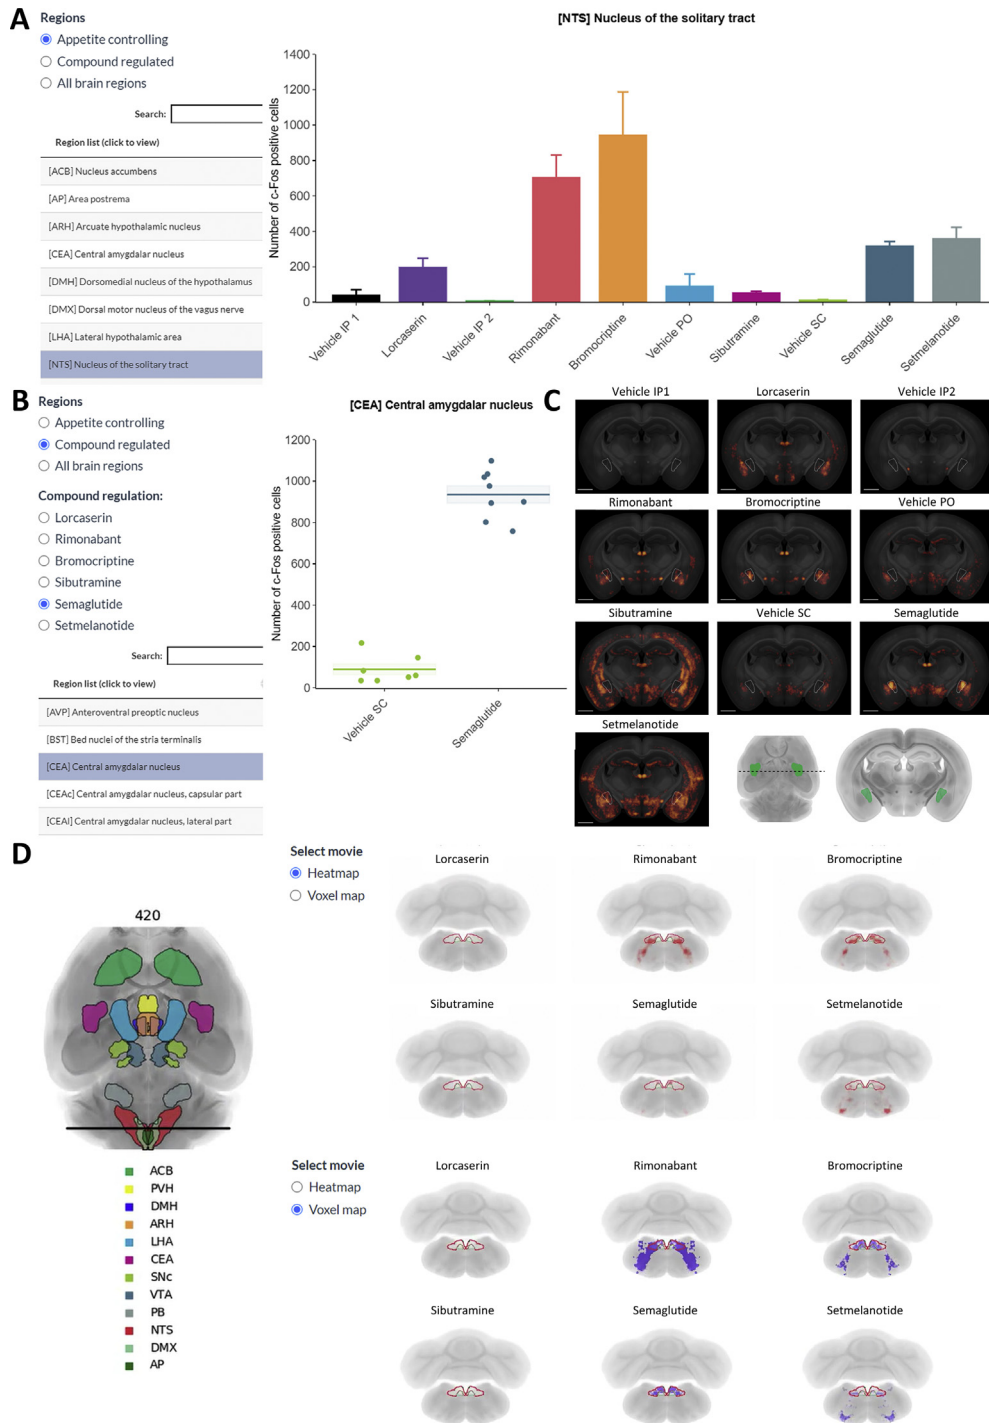 A
Regions
Appetite controlling
Compound regulated
All brain regions
Search:
Region list (click to view)
[ACB] Nucleus accumbens
[AP] Area postrema
[ARH] Arcuate hypothalamic nucleus
[CEA] Central amygdalar nucleus
[DMH] Dorsomedial nucleus of the hypothalamus
[DMX] Dorsal motor nucleus of the vagus nerve
[LHA] Lateral hypothalamic area
[NTS] Nucleus of the solitary tract
[NTS] Nucleus of the solitary tract
Number of c-Fos positive cells
1400
1200
1000
800
600
400
200
0
Vehicle IP 1
Lorcaserin
Vehicle IP 2
Rimonabant
Bromocriptine
Vehicle PO
Sibutramine
Vehicle SC
Semaglutide
Setmelanotide
B
Regions
Appetite controlling
Compound regulated
All brain regions
Compound regulation:
Lorcaserin
Rimonabant
Bromocriptine
Sibutramine
Semaglutide
Setmelanotide
Search:
Region list (click to view)
[AVP] Anteroventral preoptic nucleus
[BST] Bed nuclei of the stria terminalis
[CEA] Central amygdalar nucleus
[CEAc] Central amygdalar nucleus, capsular part
[CEAl] Central amygdalar nucleus, lateral part
[CEA] Central amygdalar nucleus
Number of c-Fos positive cells
1200
1000
800
600
400
200
0
Vehicle SC
Semaglutide
C
Vehicle IP1
Lorcaserin
Vehicle IP2
Rimonabant
Bromocriptine
Vehicle PO
Sibutramine
Vehicle SC
Semaglutide
Setmelanotide
D
420
ACB
PVH
DMH
ARH
LHA
CEA
SNc
VTA
PB
NTS
DMX
AP
Select movie
Heatmap
Voxel map
Lorcaserin
Rimonabant
Bromocriptine
Sibutramine
Semaglutide
Setmelanotide
Select movie
Heatmap
Voxel map
Lorcaserin
Rimonabant
Bromocriptine
Sibutramine
Semaglutide
Setmelanotide